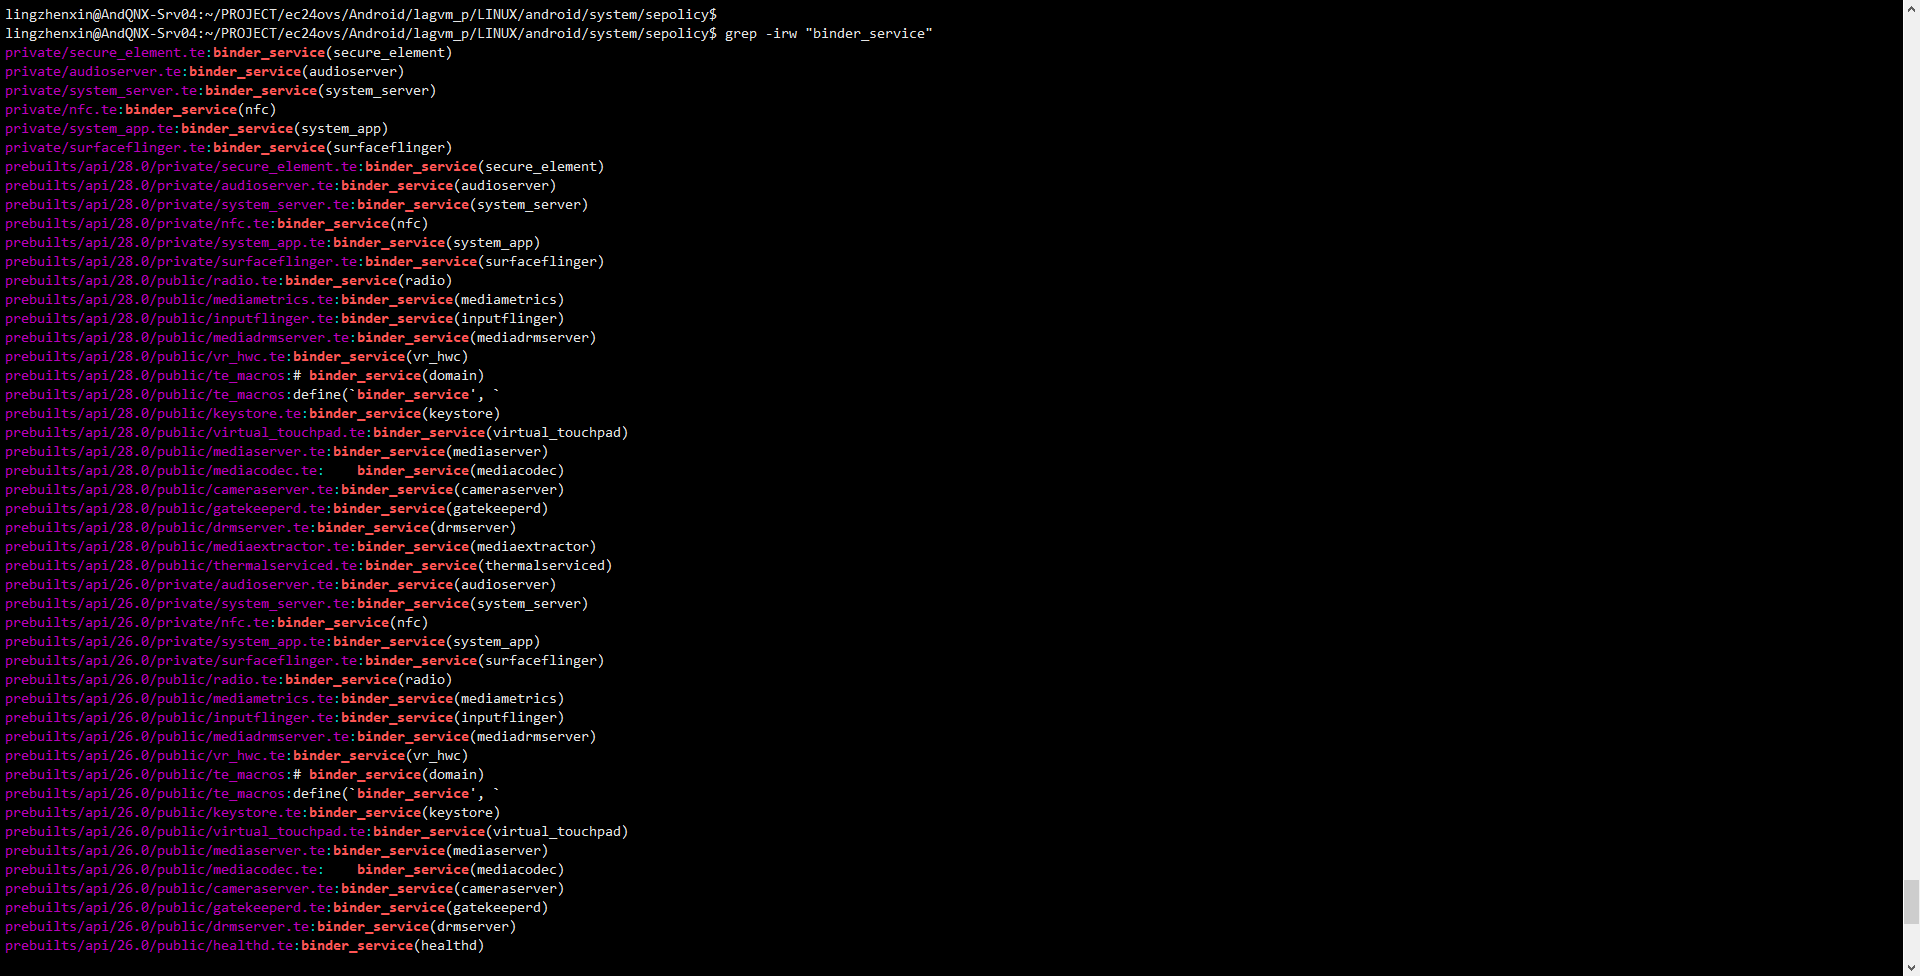 lingzhenxin@AndQNX-Srv04:~/PROJECT/ec24ovs/Android/lagvm_p/LINUX/android/system/sepolicy$
lingzhenxin@AndQNX-Srv04:~/PROJECT/ec24ovs/Android/lagvm_p/LINUX/android/system/sepolicy$ grep -irw "binder_service"
private/secure_element.te:binder_service(secure_element)
private/audioserver.te:binder_service(audioserver)
private/system_server.te:binder_service(system_server)
private/nfc.te:binder_service(nfc)
private/system_app.te:binder_service(system_app)
private/surfaceflinger.te:binder_service(surfaceflinger)
prebuilts/api/28.0/private/secure_element.te:binder_service(secure_element)
prebuilts/api/28.0/private/audioserver.te:binder_service(audioserver)
prebuilts/api/28.0/private/system_server.te:binder_service(system_server)
prebuilts/api/28.0/private/nfc.te:binder_service(nfc)
prebuilts/api/28.0/private/system_app.te:binder_service(system_app)
prebuilts/api/28.0/private/surfaceflinger.te:binder_service(surfaceflinger)
prebuilts/api/28.0/public/radio.te:binder_service(radio)
prebuilts/api/28.0/public/mediametrics.te:binder_service(mediametrics)
prebuilts/api/28.0/public/inputflinger.te:binder_service(inputflinger)
prebuilts/api/28.0/public/mediadrmserver.te:binder_service(mediadrmserver)
prebuilts/api/28.0/public/vr_hwc.te:binder_service(vr_hwc)
prebuilts/api/28.0/public/te_macros:# binder_service(domain)
prebuilts/api/28.0/public/te_macros:define(`binder_service', `
prebuilts/api/28.0/public/keystore.te:binder_service(keystore)
prebuilts/api/28.0/public/virtual_touchpad.te:binder_service(virtual_touchpad)
prebuilts/api/28.0/public/mediaserver.te:binder_service(mediaserver)
prebuilts/api/28.0/public/mediacodec.te:    binder_service(mediacodec)
prebuilts/api/28.0/public/cameraserver.te:binder_service(cameraserver)
prebuilts/api/28.0/public/gatekeeperd.te:binder_service(gatekeeperd)
prebuilts/api/28.0/public/drmserver.te:binder_service(drmserver)
prebuilts/api/28.0/public/mediaextractor.te:binder_service(mediaextractor)
prebuilts/api/28.0/public/thermalserviced.te:binder_service(thermalserviced)
prebuilts/api/26.0/private/audioserver.te:binder_service(audioserver)
prebuilts/api/26.0/private/system_server.te:binder_service(system_server)
prebuilts/api/26.0/private/nfc.te:binder_service(nfc)
prebuilts/api/26.0/private/system_app.te:binder_service(system_app)
prebuilts/api/26.0/private/surfaceflinger.te:binder_service(surfaceflinger)
prebuilts/api/26.0/public/radio.te:binder_service(radio)
prebuilts/api/26.0/public/mediametrics.te:binder_service(mediametrics)
prebuilts/api/26.0/public/inputflinger.te:binder_service(inputflinger)
prebuilts/api/26.0/public/mediadrmserver.te:binder_service(mediadrmserver)
prebuilts/api/26.0/public/vr_hwc.te:binder_service(vr_hwc)
prebuilts/api/26.0/public/te_macros:# binder_service(domain)
prebuilts/api/26.0/public/te_macros:define(`binder_service', `
prebuilts/api/26.0/public/keystore.te:binder_service(keystore)
prebuilts/api/26.0/public/virtual_touchpad.te:binder_service(virtual_touchpad)
prebuilts/api/26.0/public/mediaserver.te:binder_service(mediaserver)
prebuilts/api/26.0/public/mediacodec.te:    binder_service(mediacodec)
prebuilts/api/26.0/public/cameraserver.te:binder_service(cameraserver)
prebuilts/api/26.0/public/gatekeeperd.te:binder_service(gatekeeperd)
prebuilts/api/26.0/public/drmserver.te:binder_service(drmserver)
prebuilts/api/26.0/public/healthd.te:binder_service(healthd)